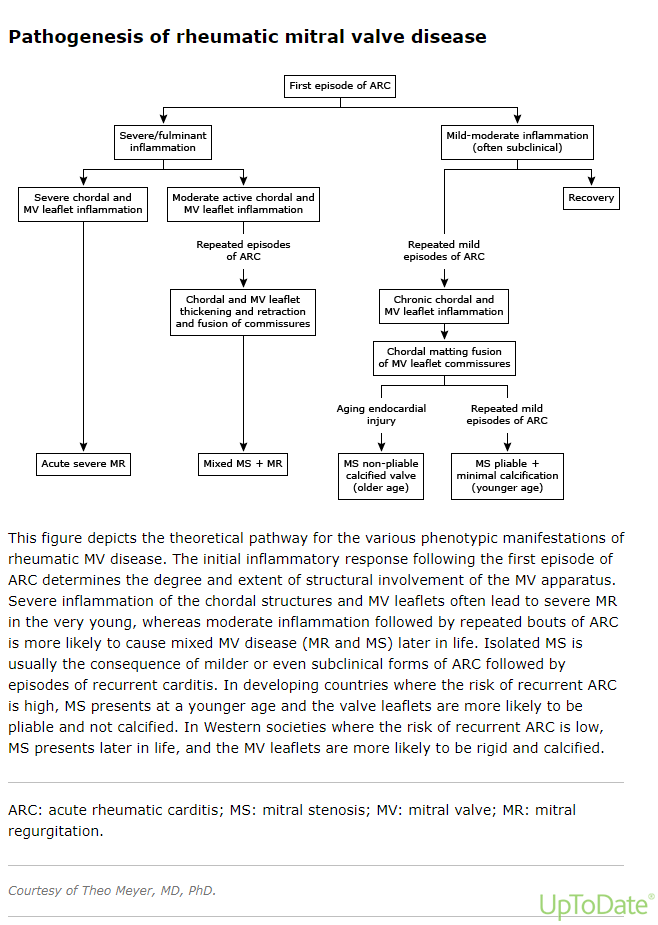 Pathogenesis of rheumatic mitral valve disease
First episode of ARC
Severe/fulminant
inflammation
Mild-moderate inflammation
(often subclinical)
Severe chordal and
MV leaflet inflammation
Moderate active chordal and
MV leaflet inflammation
Recovery
Repeated episodes
of ARC
Repeated mild
episodes of ARC
Chordal and MV leaflet
thickening and retraction
and fusion of commissures
Chronic chordal and
MV leaflet inflammation
Chordal matting fusion
of MV leaflet commissures
Aging endocardial
injury
Repeated mild
episodes of ARC
Acute severe MR
Mixed MS + MR
MS non-pliable
calcified valve
(older age)
MS pliable +
minimal calcification
(younger age)
This figure depicts the theoretical pathway for the various phenotypic manifestations of
rheumatic MV disease. The initial inflammatory response following the first episode of
ARC determines the degree and extent of structural involvement of the MV apparatus.
Severe inflammation of the chordal structures and MV leaflets often lead to severe MR
in the very young, whereas moderate inflammation followed by repeated bouts of ARC
is more likely to cause mixed MV disease (MR and MS) later in life. Isolated MS is
usually the consequence of milder or even subclinical forms of ARC followed by
episodes of recurrent carditis. In developing countries where the risk of recurrent ARC
is high, MS presents at a younger age and the valve leaflets are more likely to be
pliable and not calcified. In Western societies where the risk of recurrent ARC is low,
MS presents later in life, and the MV leaflets are more likely to be rigid and calcified.
ARC: acute rheumatic carditis; MS: mitral stenosis; MV: mitral valve; MR: mitral
regurgitation.
Courtesy of Theo Meyer, MD, PhD.
UpToDate®